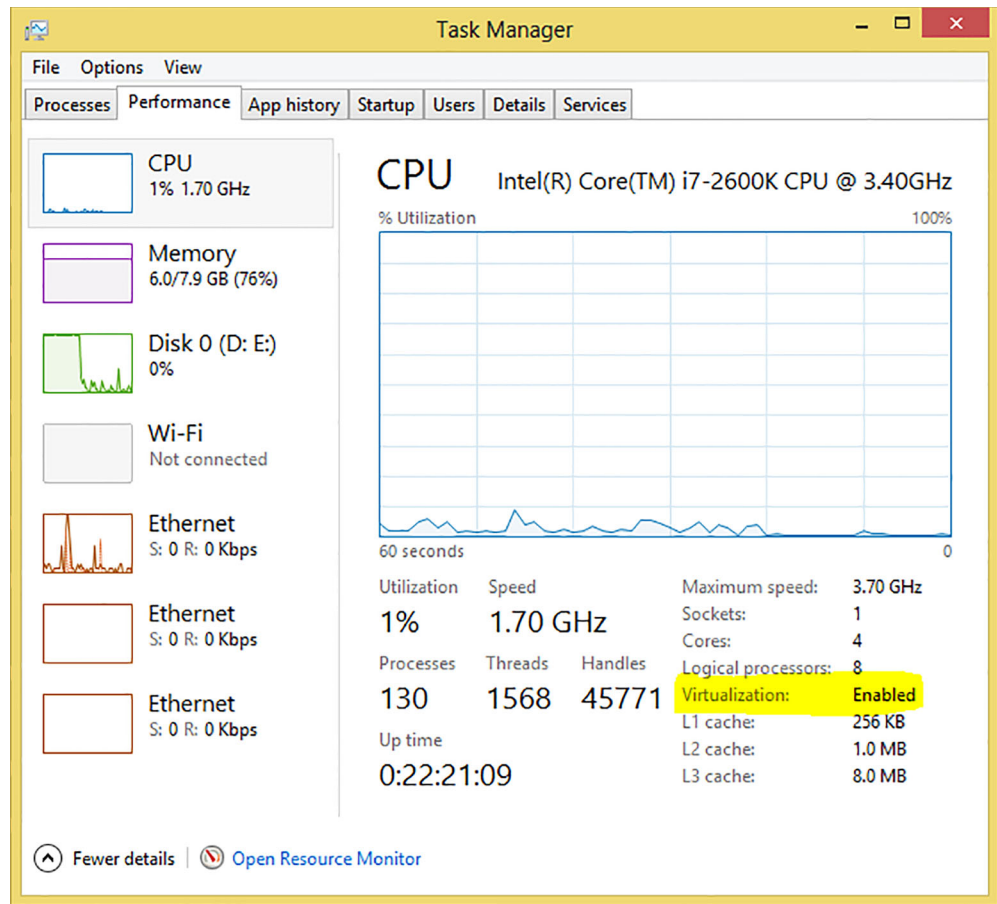 Task Manager
File Options View
Processes Performance App history Startup Users Details Services
CPU
1% 1.70 GHz
Memory
6.0/7.9 GB (76%)
Disk 0 (D: E:)
0%
Wi-Fi
Not connected
Ethernet
S: 0 R: 0 Kbps
Ethernet
S: 0 R: 0 Kbps
Ethernet
S: 0 R: 0 Kbps
CPU Intel(R) Core(TM) i7-2600K CPU @ 3.40GHz
% Utilization 100%
60 seconds 0
Utilization Speed
1% 1.70 GHz
Processes Threads Handles
130 1568 45771
Up time
0:22:21:09
Maximum speed: 3.70 GHz
Sockets: 1
Cores: 4
Logical processors: 8
Virtualization: Enabled
L1 cache: 256 KB
L2 cache: 1.0 MB
L3 cache: 8.0 MB
Fewer details Open Resource Monitor